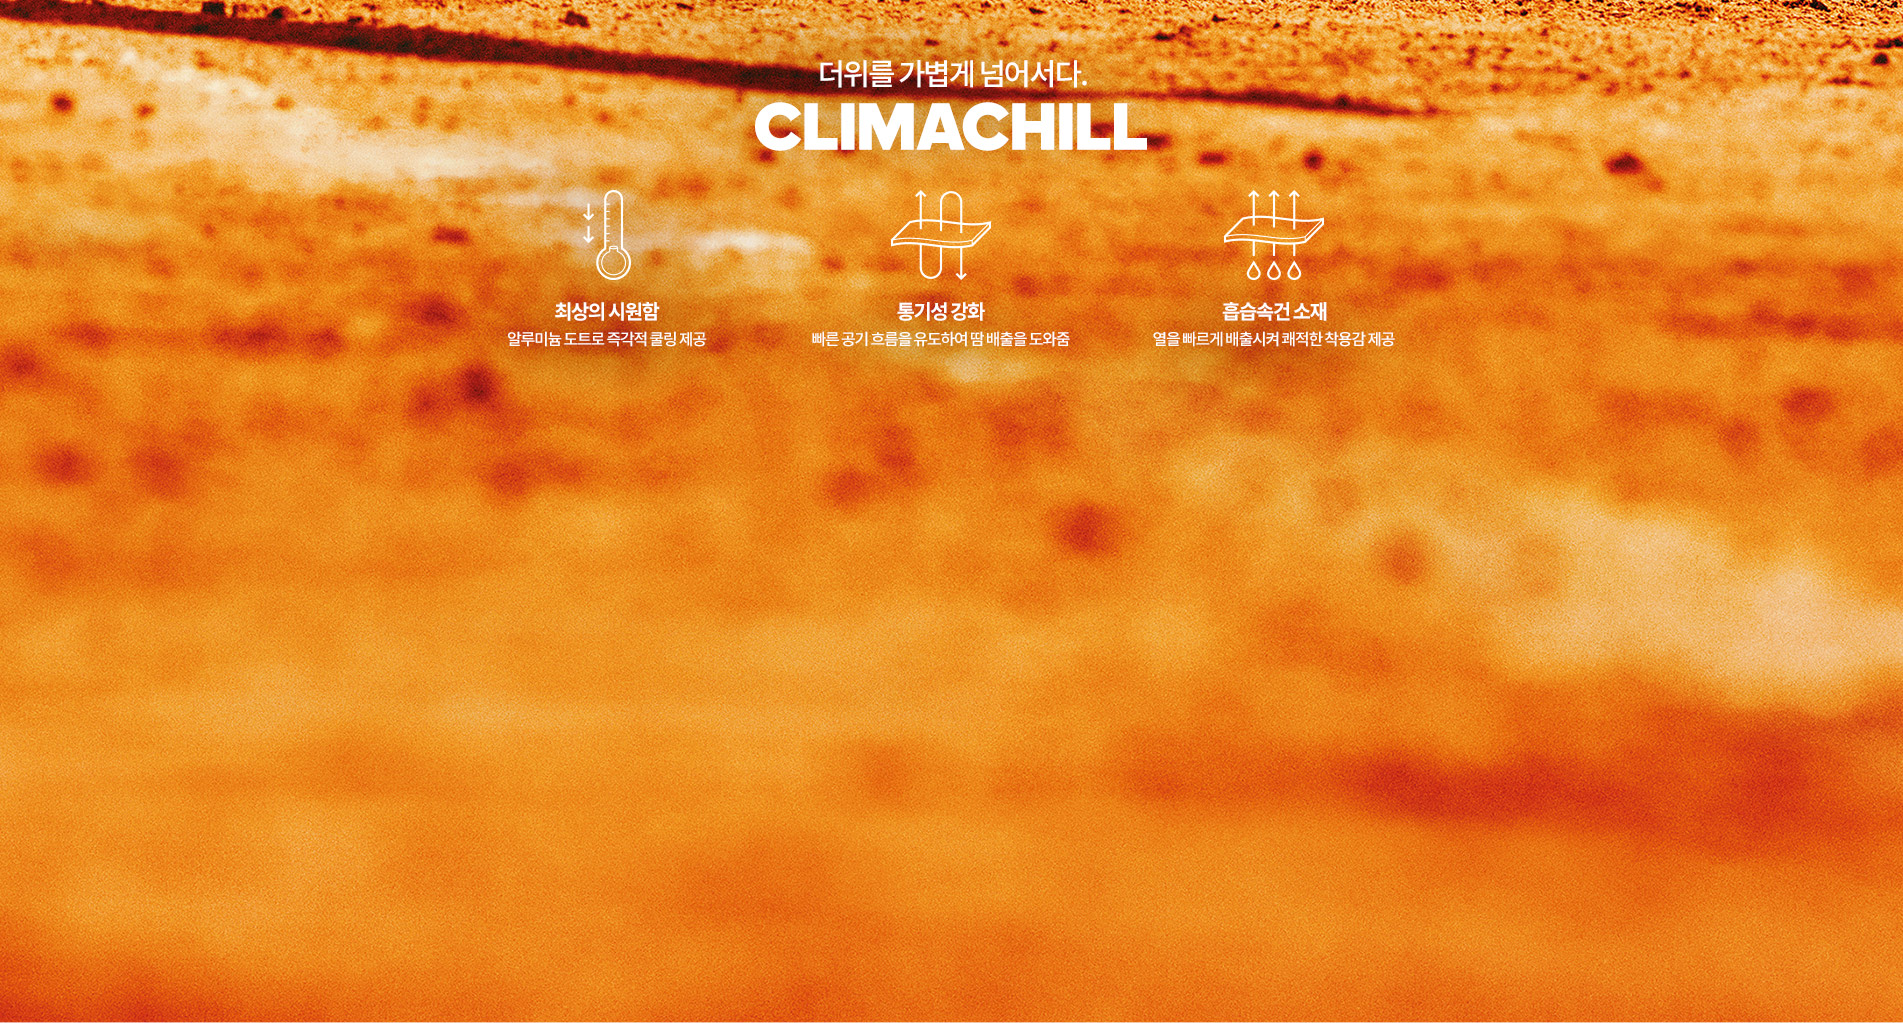 더위를 가볍게 넘어서다.
CLIMACHILL
최상의 시원함
알루미늄 도트로 즉각적 쿨링 제공
통기성 강화
빠른 공기 흐름을 유도하여 땀 배출을 도와줌
흡습속건 소재
열을 빠르게 배출시켜 쾌적한 착용감 제공